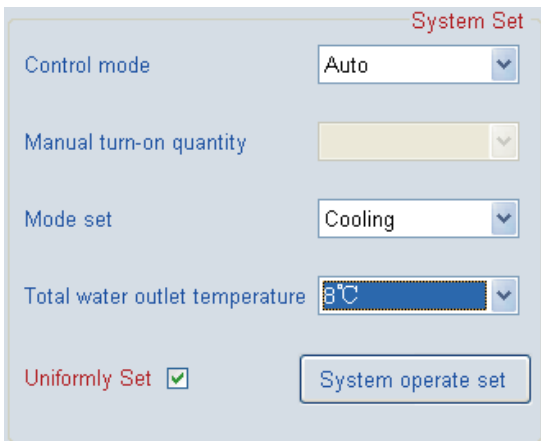 System Set
Control mode Auto
Manual turn-on quantity
Mode set Cooling
Total water outlet temperature 8℃
Uniformly Set System operate set